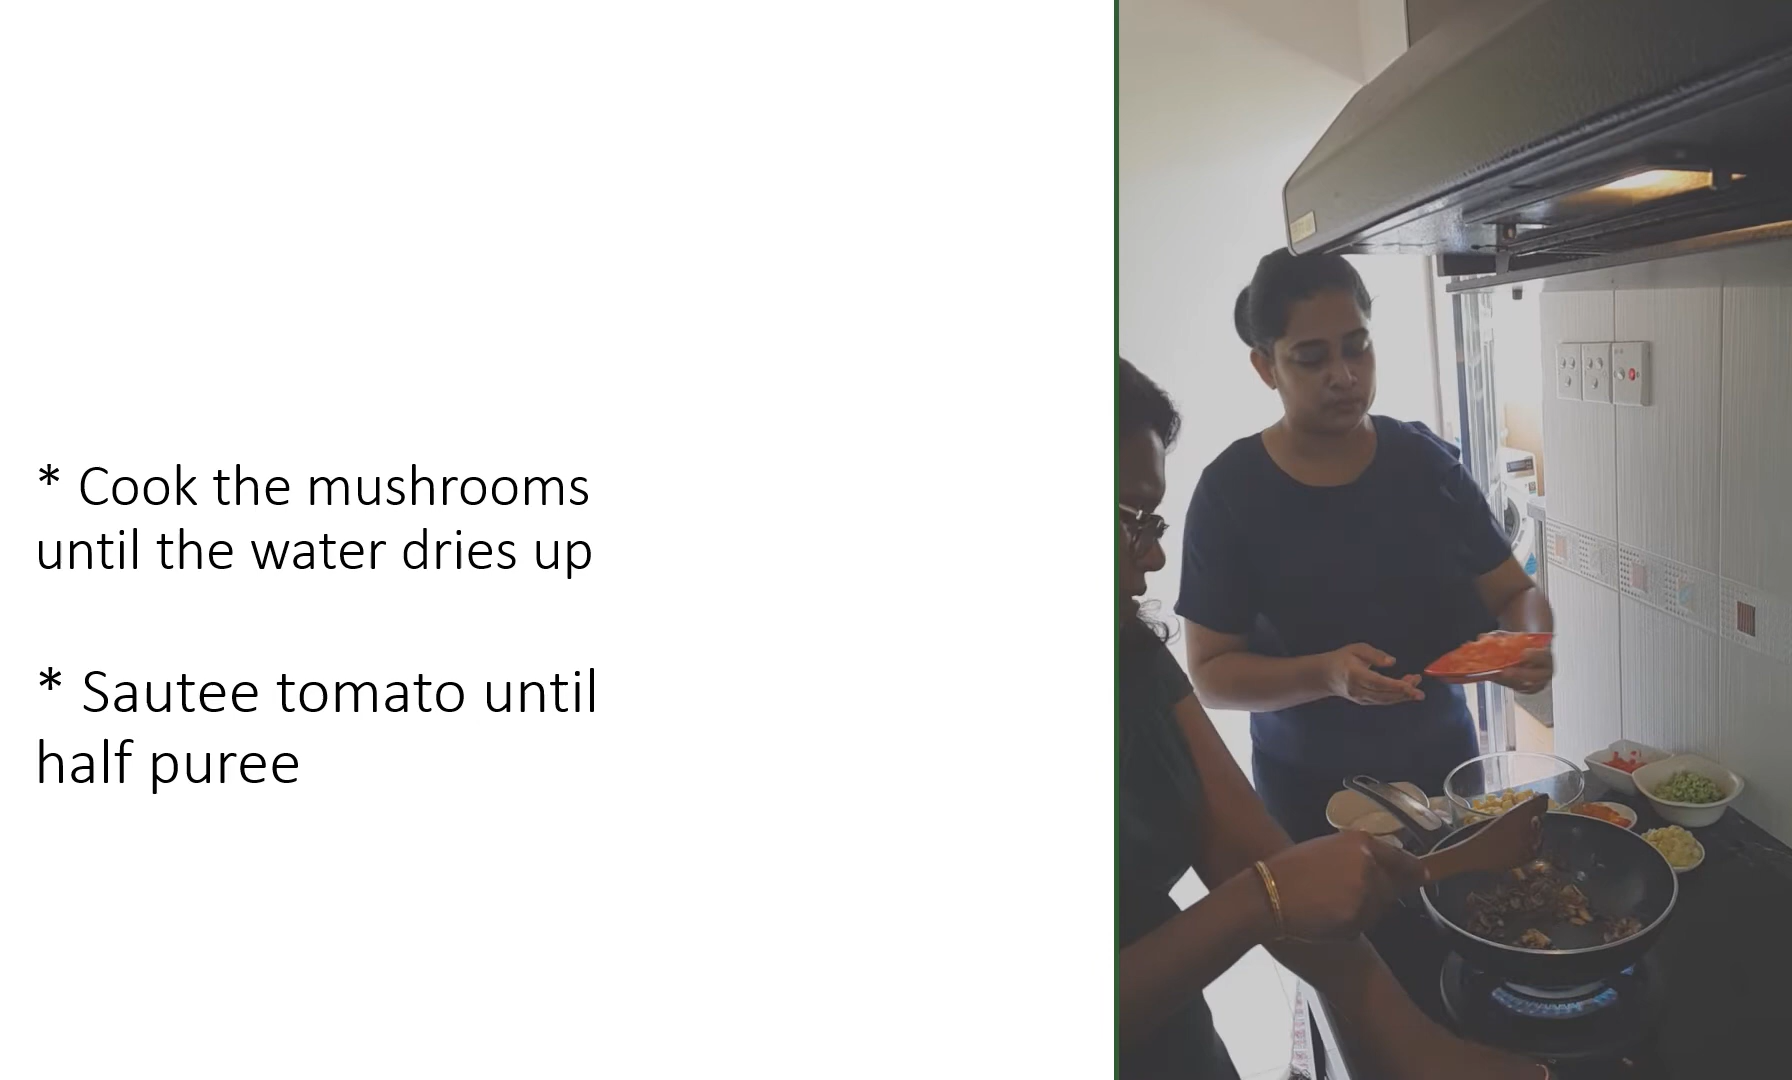 * Cook the mushrooms
until the water dries up
* Sautee tomato until
half puree